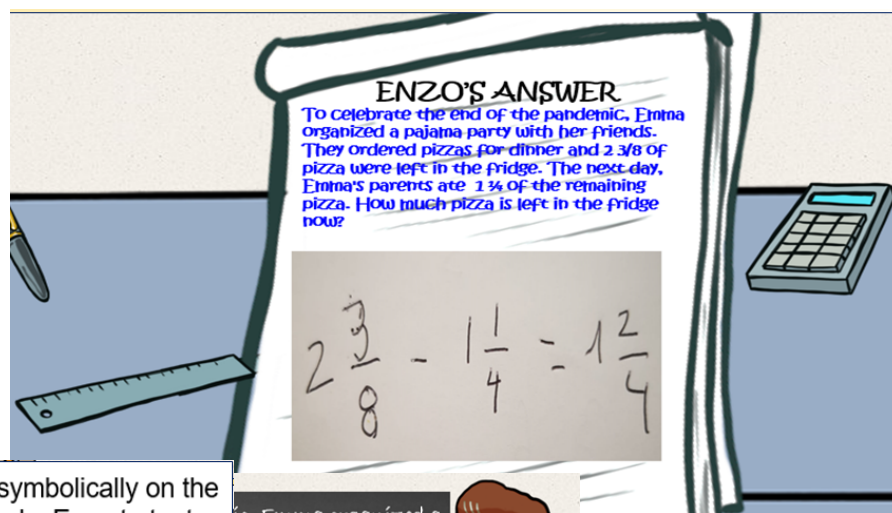 ENZO'S ANSWER
To celebrate the end of the pandemic, Emma
organized a pajama party with her friends.
They ordered pizzas for dinner and 2 3/8 of
pizza were left in the fridge. The next day,
Emma's parents ate 1 ¾ of the remaining
pizza. How much pizza is left in the fridge
now?
2 3/8 - 1 1/4 = 1 2/4
symbolically on the